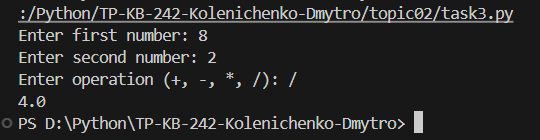 :/Python/TP-KB-242-Kolenichenko-Dmytro/topic02/task3.py
Enter first number: 8
Enter second number: 2
Enter operation (+, -, *, /): /
4.0
PS D:\Python\TP-KB-242-Kolenichenko-Dmytro>